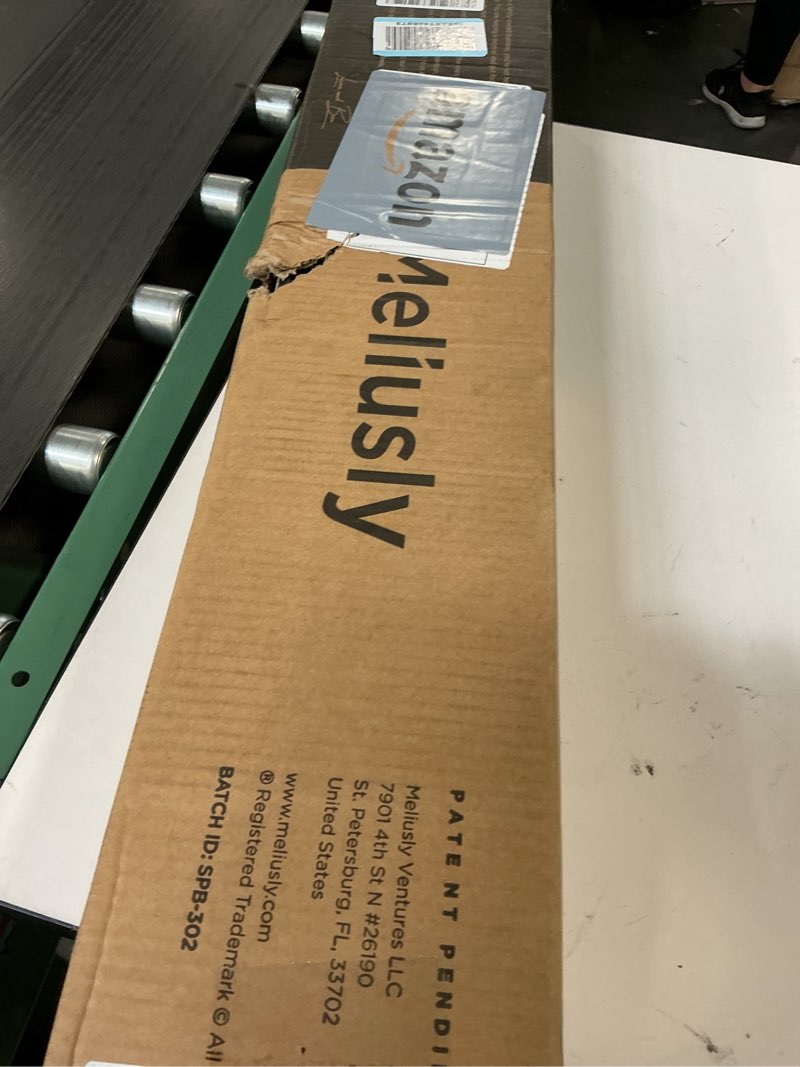 amazon
Meliusly
PATENT PENDI
Meliusly Ventures LLC
7901 4th St N #26190
St. Petersburg, FL, 33702
United States
www.meliusly.com
® Registered Trademark © All
BATCH ID: SPB-302